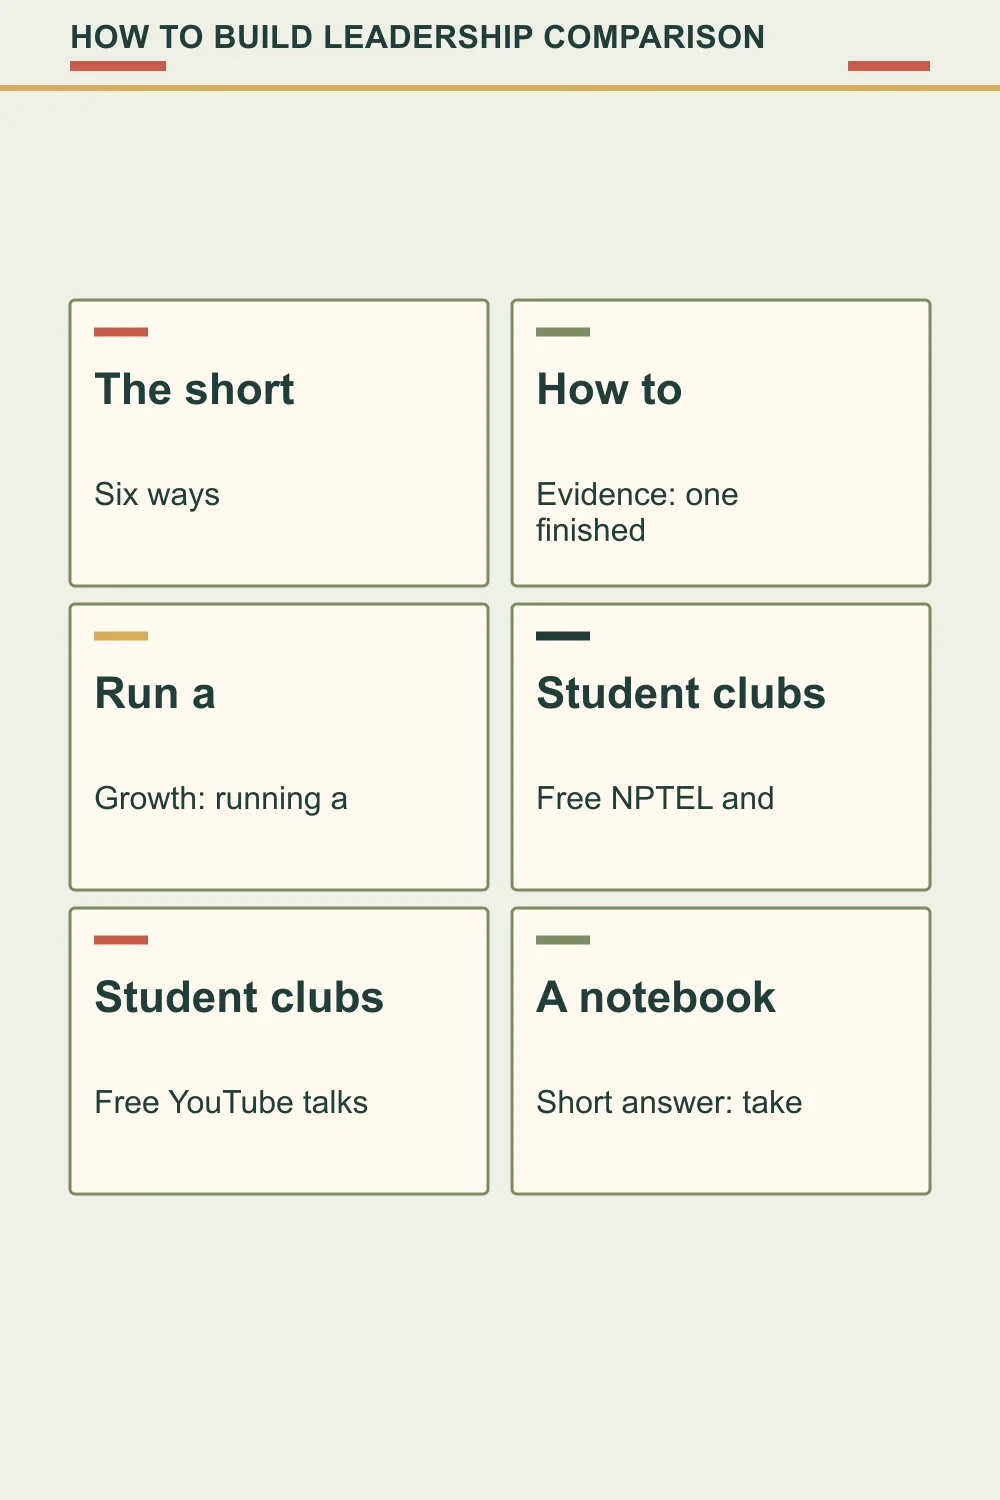 HOW TO BUILD LEADERSHIP COMPARISON
The short
Six ways
How to
Evidence: one
finished
Run a
Growth: running a
Student clubs
Free NPTEL and
Student clubs
Free YouTube talks
A notebook
Short answer: take